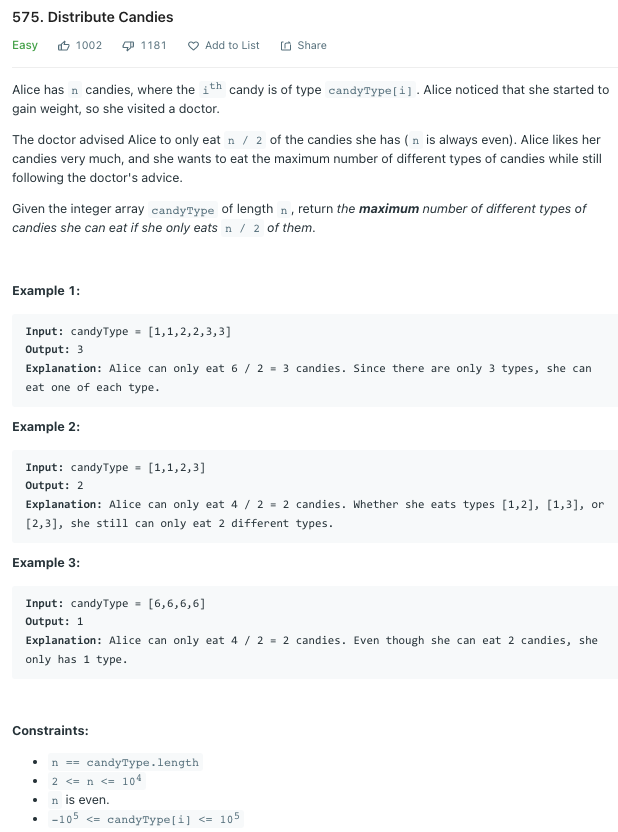 575. Distribute Candies
Easy 1002 1181 Add to List Share
Alice has n candies, where the iᵗʰ candy is of type candyType[i]. Alice noticed that she started to
gain weight, so she visited a doctor.
The doctor advised Alice to only eat n / 2 of the candies she has ( n is always even). Alice likes her
candies very much, and she wants to eat the maximum number of different types of candies while still
following the doctor's advice.
Given the integer array candyType of length n, return the maximum number of different types of
candies she can eat if she only eats n / 2 of them.
Example 1:
Input: candyType = [1,1,2,2,3,3]
Output: 3
Explanation: Alice can only eat 6 / 2 = 3 candies. Since there are only 3 types, she can
eat one of each type.
Example 2:
Input: candyType = [1,1,2,3]
Output: 2
Explanation: Alice can only eat 4 / 2 = 2 candies. Whether she eats types [1,2], [1,3], or
[2,3], she still can only eat 2 different types.
Example 3:
Input: candyType = [6,6,6,6]
Output: 1
Explanation: Alice can only eat 4 / 2 = 2 candies. Even though she can eat 2 candies, she
only has 1 type.
Constraints:
• n == candyType.length
• 2 <= n <= 10⁴
• n is even.
• -10⁵ <= candyType[i] <= 10⁵